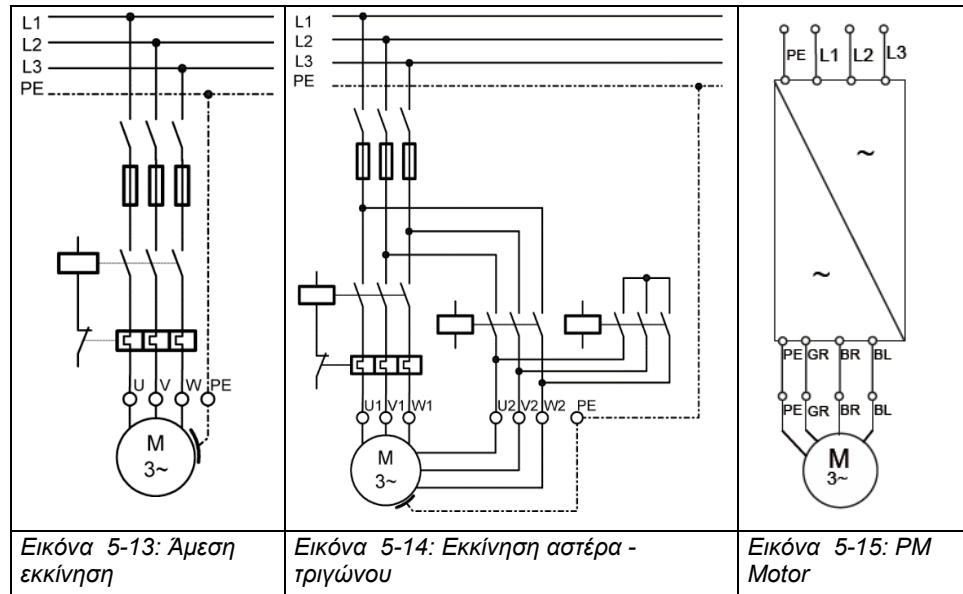 L1
L2
L3
PE
U V W PE
M
3~
Εικόνα 5-13: Άμεση
εκκίνηση
L1
L2
L3
PE
U1 V1 W1 U2 V2 W2 PE
M
3~
Εικόνα 5-14: Εκκίνηση αστέρα -
τριγώνου
PE L1 L2 L3
~
~
PE GR BR BL
PE GR BR BL
M
3~
Εικόνα 5-15: PM
Motor